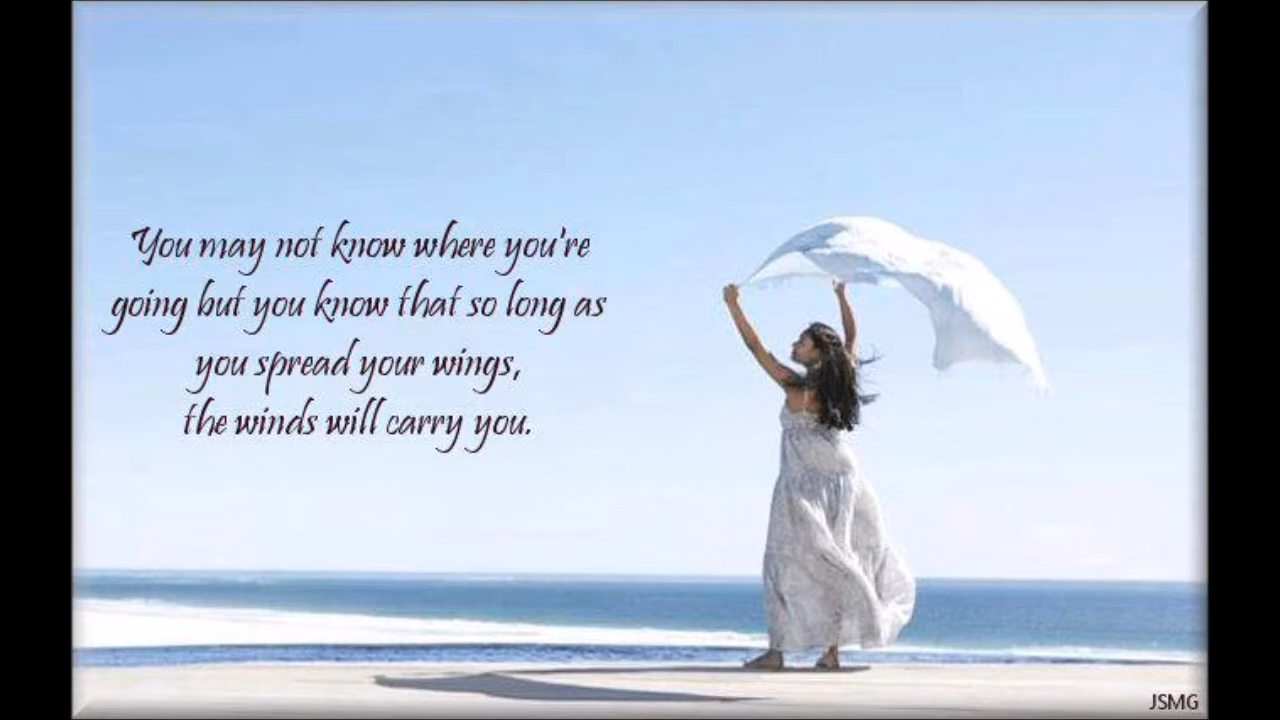 You may not know where you're
going but you know that so long as
you spread your wings,
the winds will carry you.
JSMG